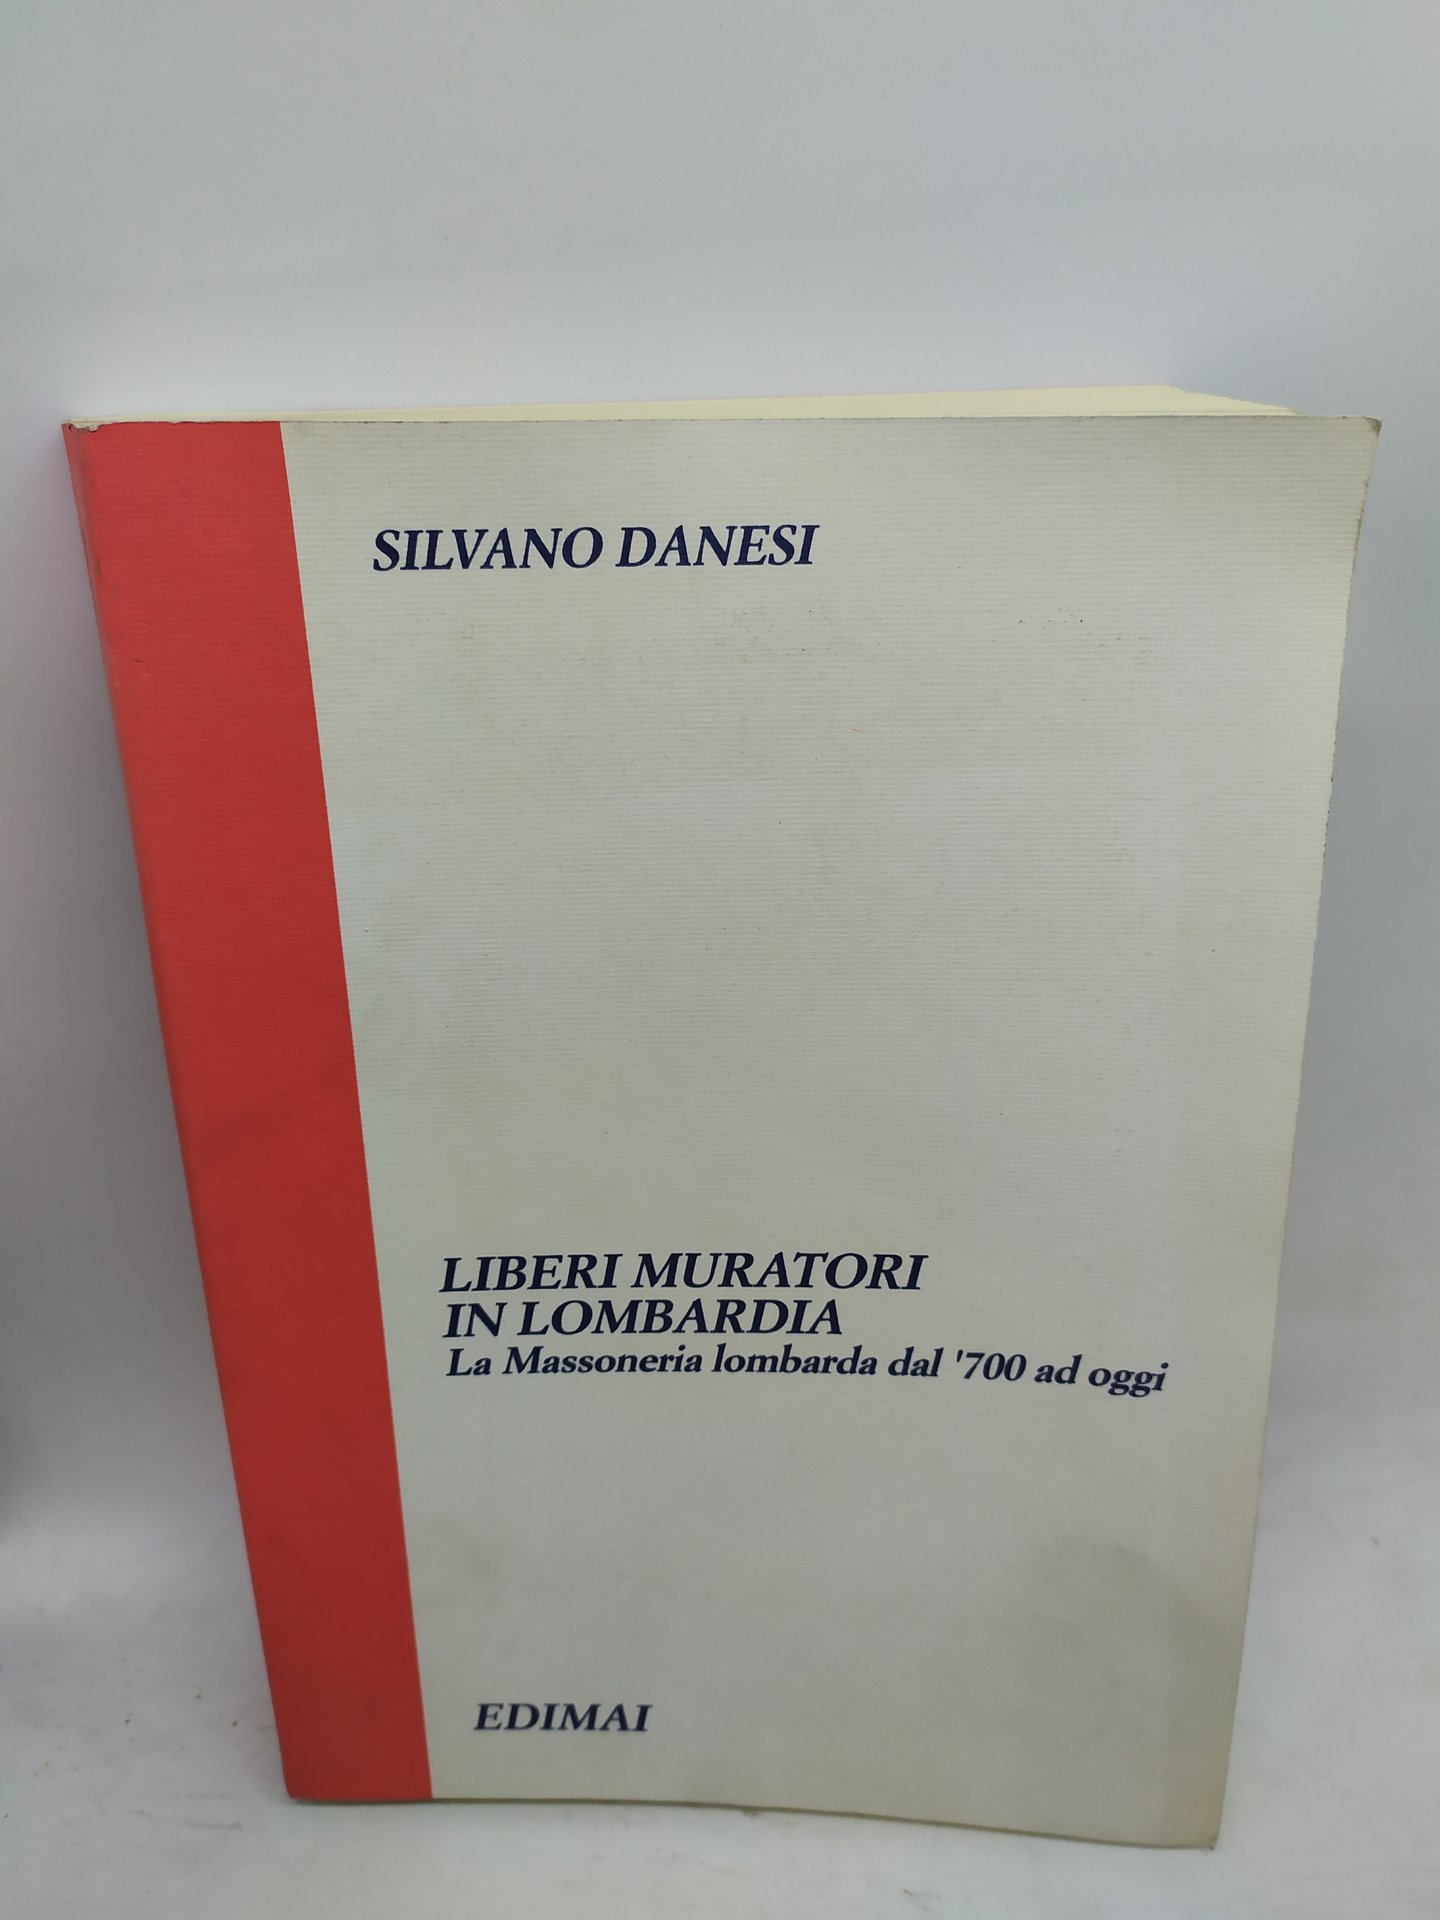 SILVANO DANESI
LIBERI MURATORI
IN LOMBARDIA
La Massoneria lombarda dal '700 ad oggi
EDIMAI